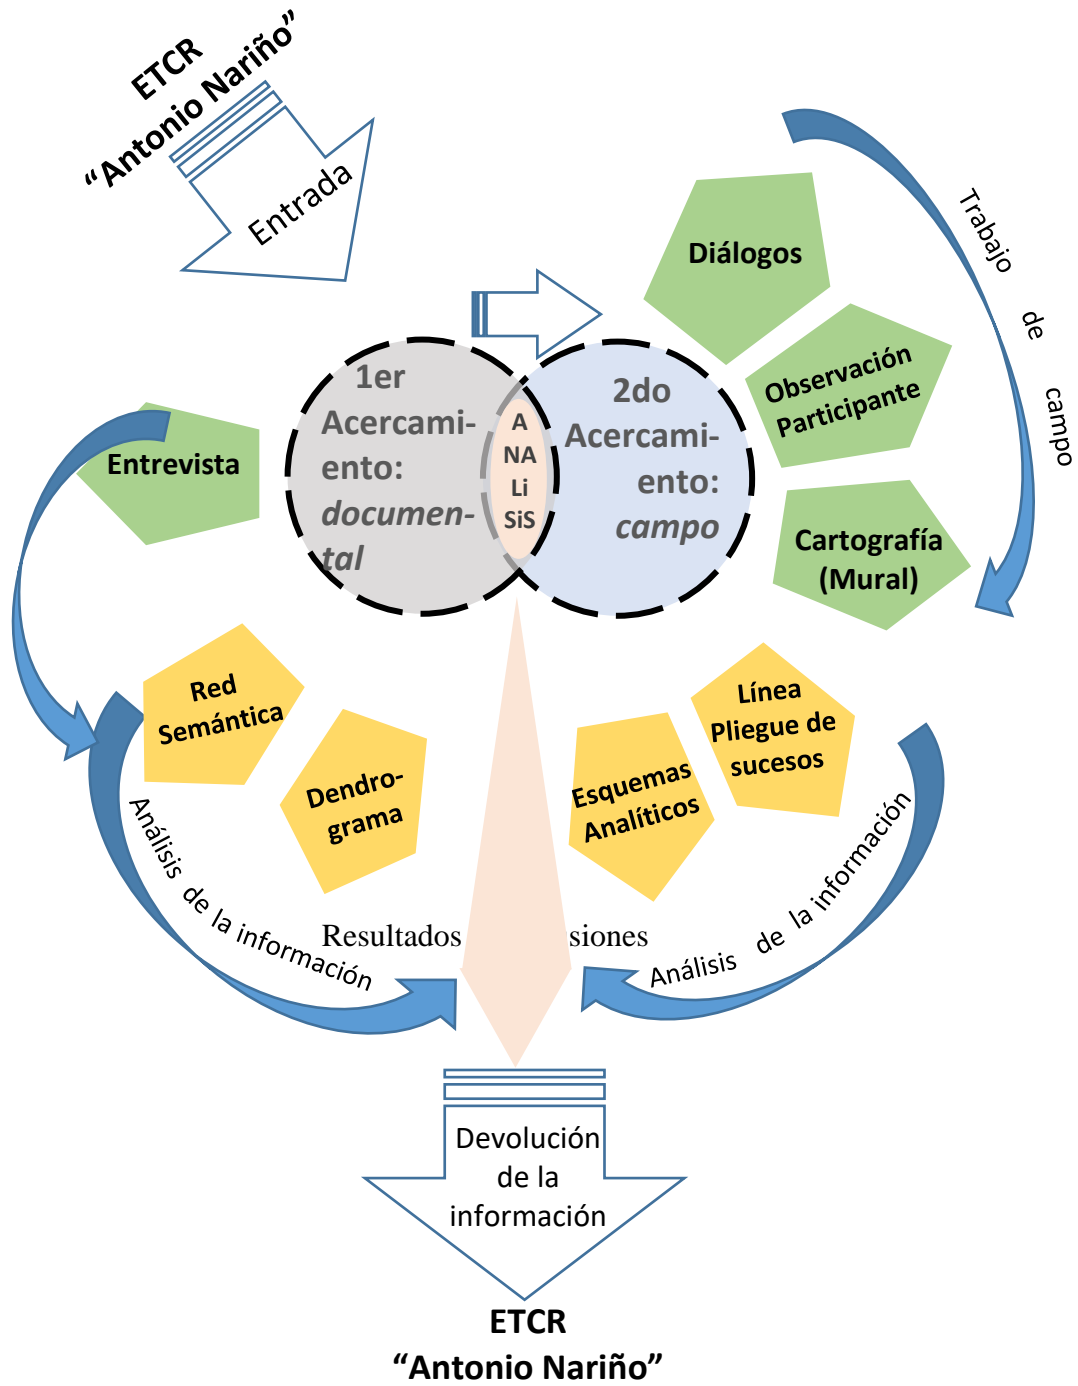 ETCR
“Antonio Nariño”
Entrada
1er
Acercami-
ento:
documen-
tal
A
NA
Li
SiS
2do
Acercami-
ento:
campo
Diálogos
Observación
Participante
Cartografía
(Mural)
Trabajo de campo
Entrevista
Red
Semántica
Dendro-
grama
Esquemas
Analíticos
Línea
Pliegue de
sucesos
Análisis de la información
Análisis de la información
Resultados siones
Devolución
de la
información
ETCR
“Antonio Nariño”